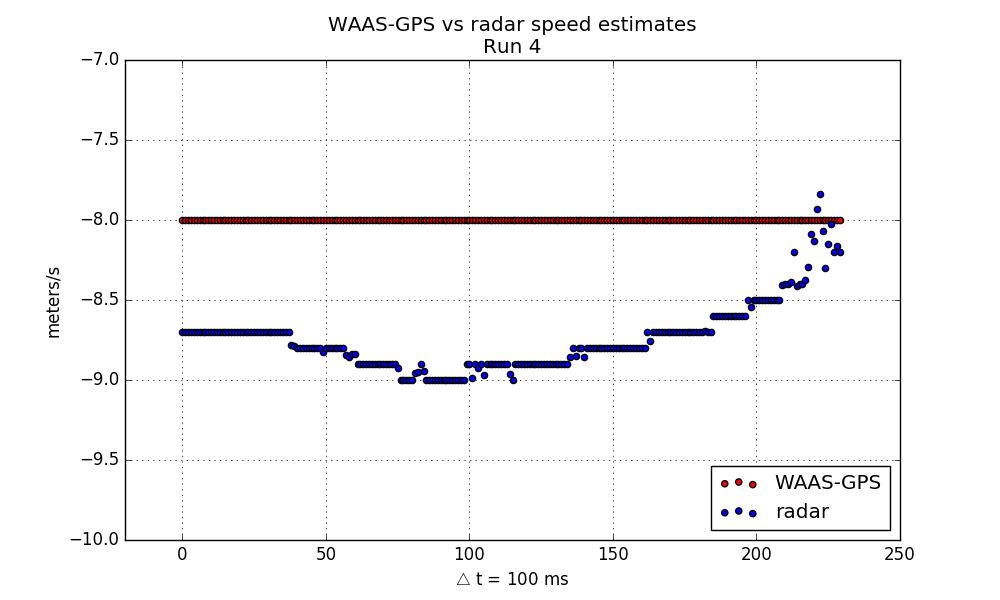 WAAS-GPS vs radar speed estimates
Run 4
−7.0
−7.5
−8.0
−8.5
−9.0
−9.5
−10.0
meters/s
0 50 100 150 200 250
△ t = 100 ms
WAAS-GPS
radar